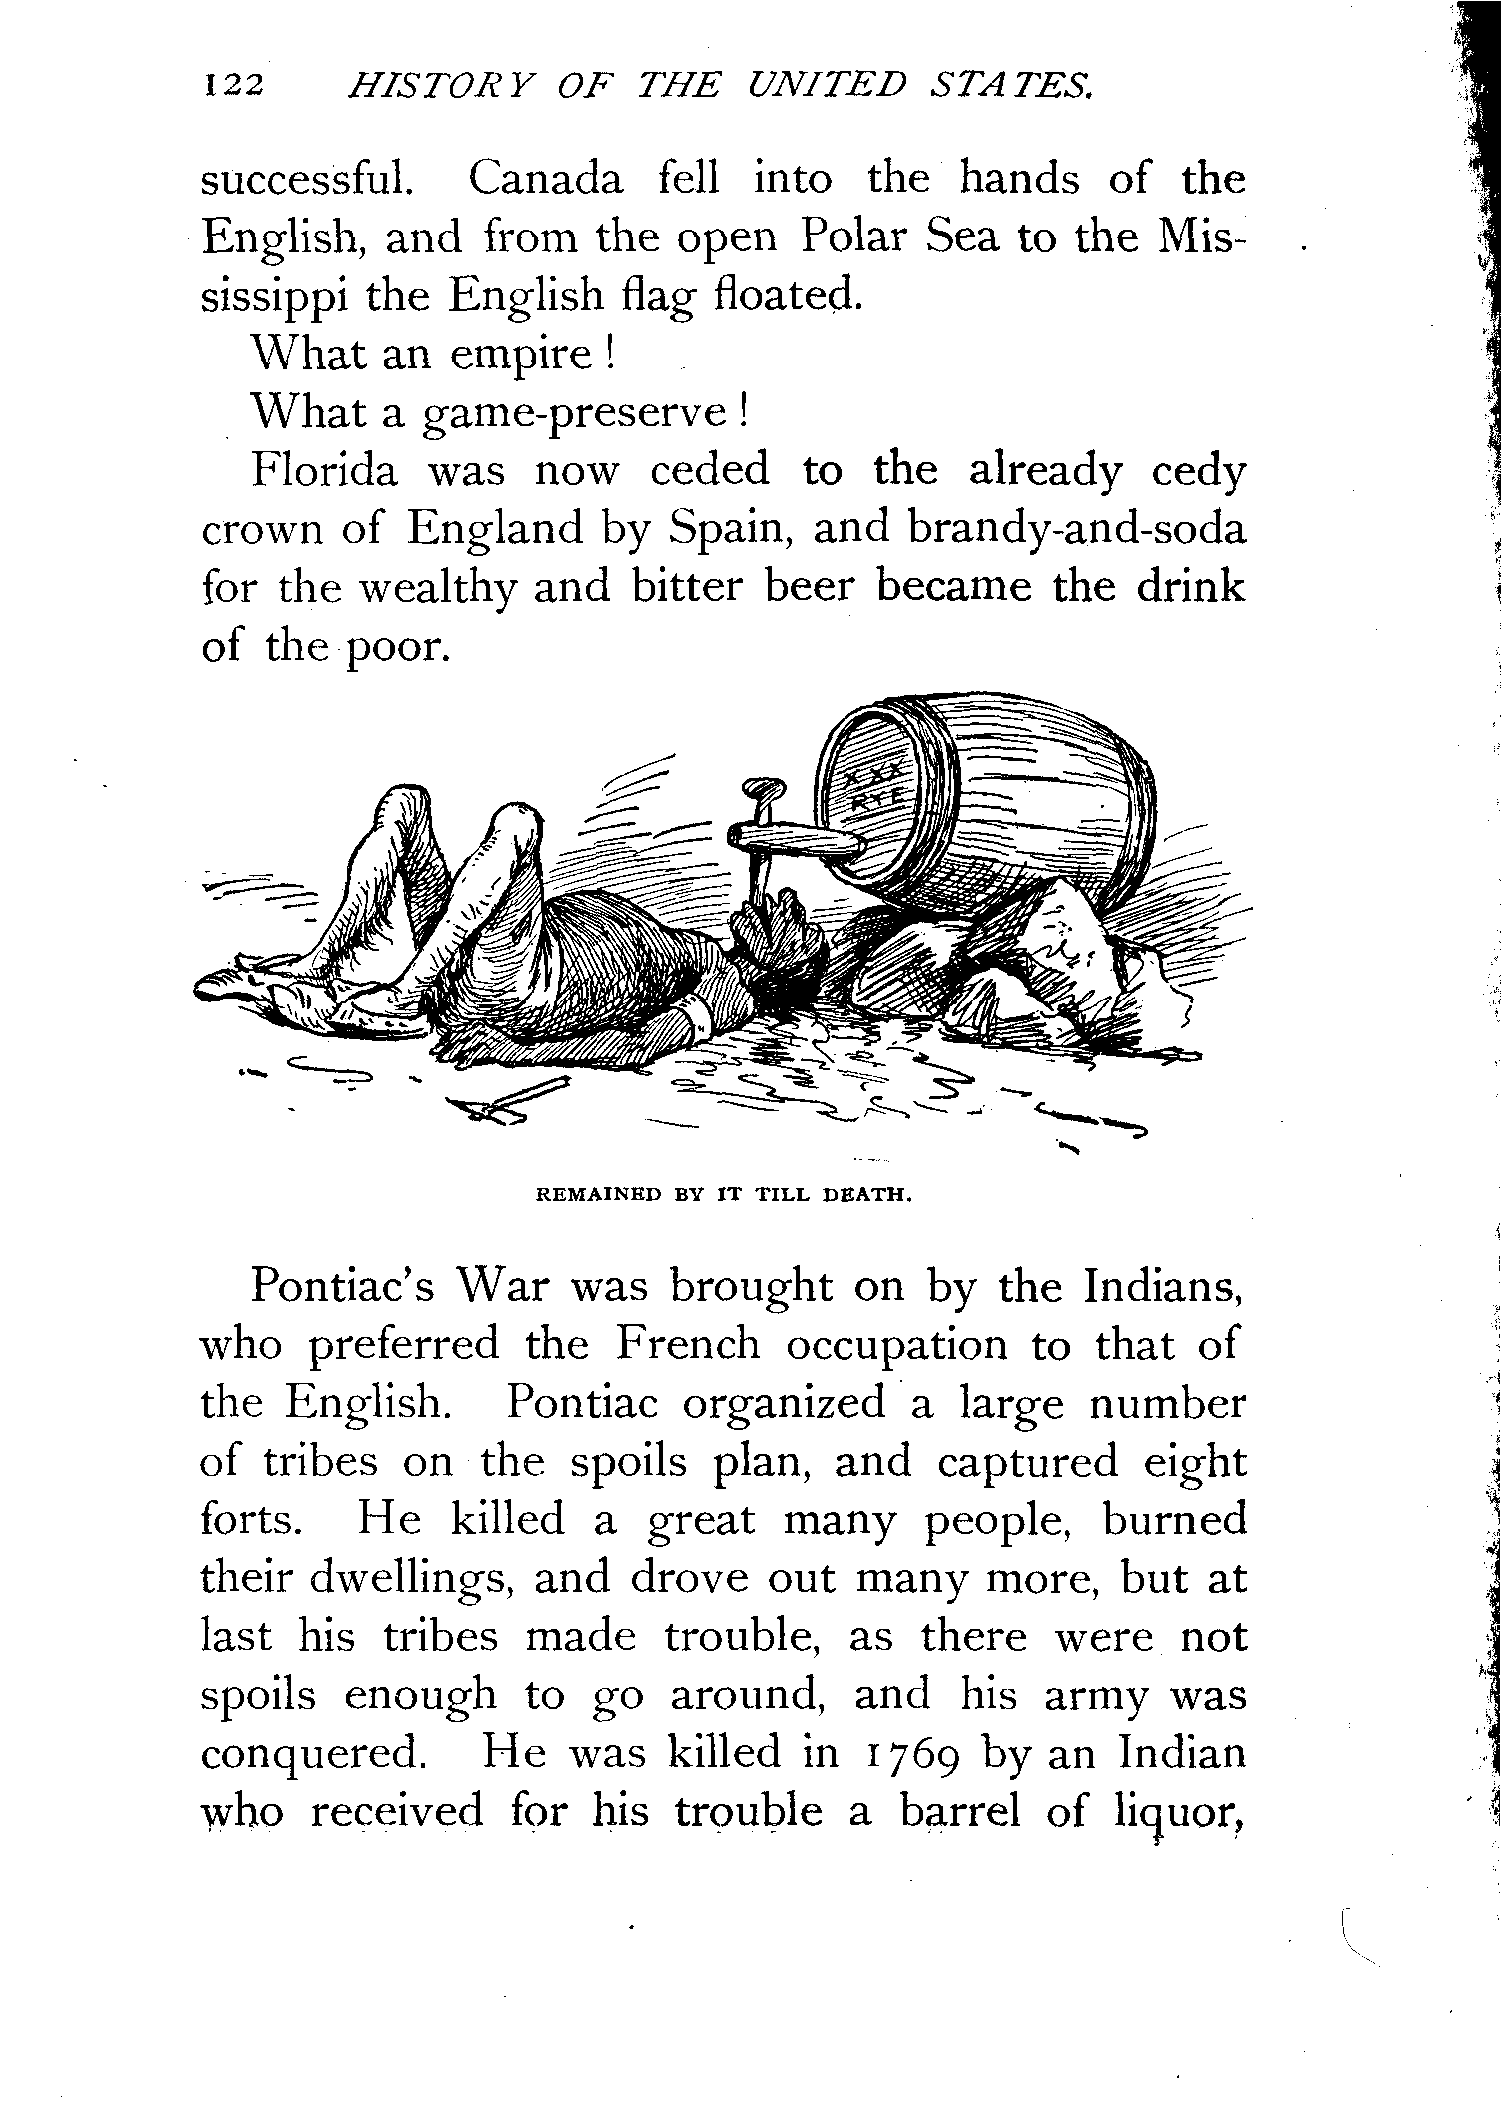 122 HISTORY OF THE UNITED STATES.
successful. Canada fell into the hands of the
English, and from the open Polar Sea to the Mis-
sissippi the English flag floated.
What an empire !
What a game-preserve !
Florida was now ceded to the already cedy
crown of England by Spain, and brandy-and-soda
for the wealthy and bitter beer became the drink
of the poor.
XXX
RYE
REMAINED BY IT TILL DEATH.
Pontiac's War was brought on by the Indians,
who preferred the French occupation to that of
the English. Pontiac organized a large number
of tribes on the spoils plan, and captured eight
forts. He killed a great many people, burned
their dwellings, and drove out many more, but at
last his tribes made trouble, as there were not
spoils enough to go around, and his army was
conquered. He was killed in 1769 by an Indian
who received for his trouble a barrel of liquor,